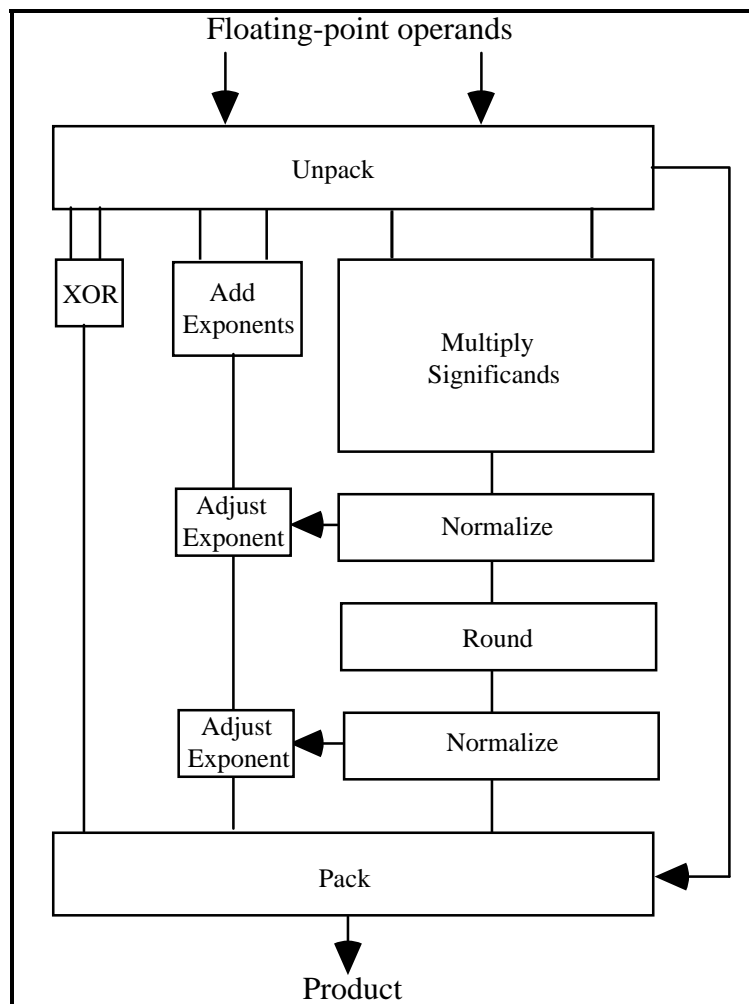 Floating-point operands
Unpack
XOR
Add
Exponents
Multiply
Significands
Adjust
Exponent
Normalize
Round
Adjust
Exponent
Normalize
Pack
Product